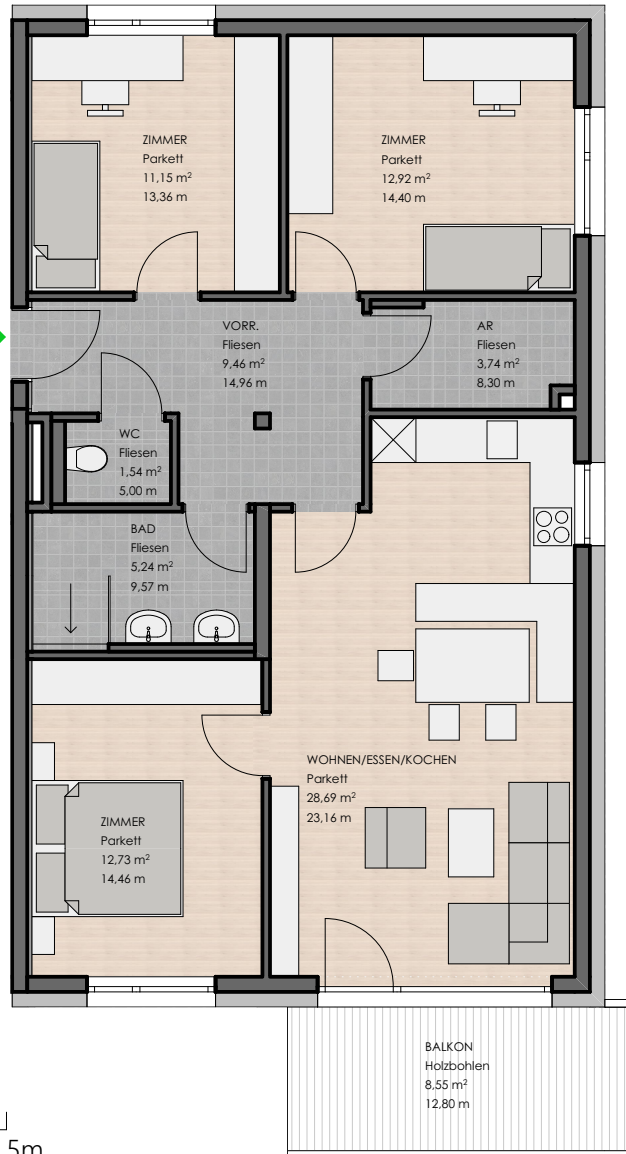 ZIMMER
Parkett
11,15 m²
13,36 m
ZIMMER
Parkett
12,92 m²
14,40 m
VORR.
Fliesen
9,46 m²
14,96 m
AR
Fliesen
3,74 m²
8,30 m
WC
Fliesen
1,54 m²
5,00 m
BAD
Fliesen
5,24 m²
9,57 m
WOHNEN/ESSEN/KOCHEN
Parkett
28,69 m²
23,16 m
ZIMMER
Parkett
12,73 m²
14,46 m
BALKON
Holzbohlen
8,55 m²
12,80 m
5m